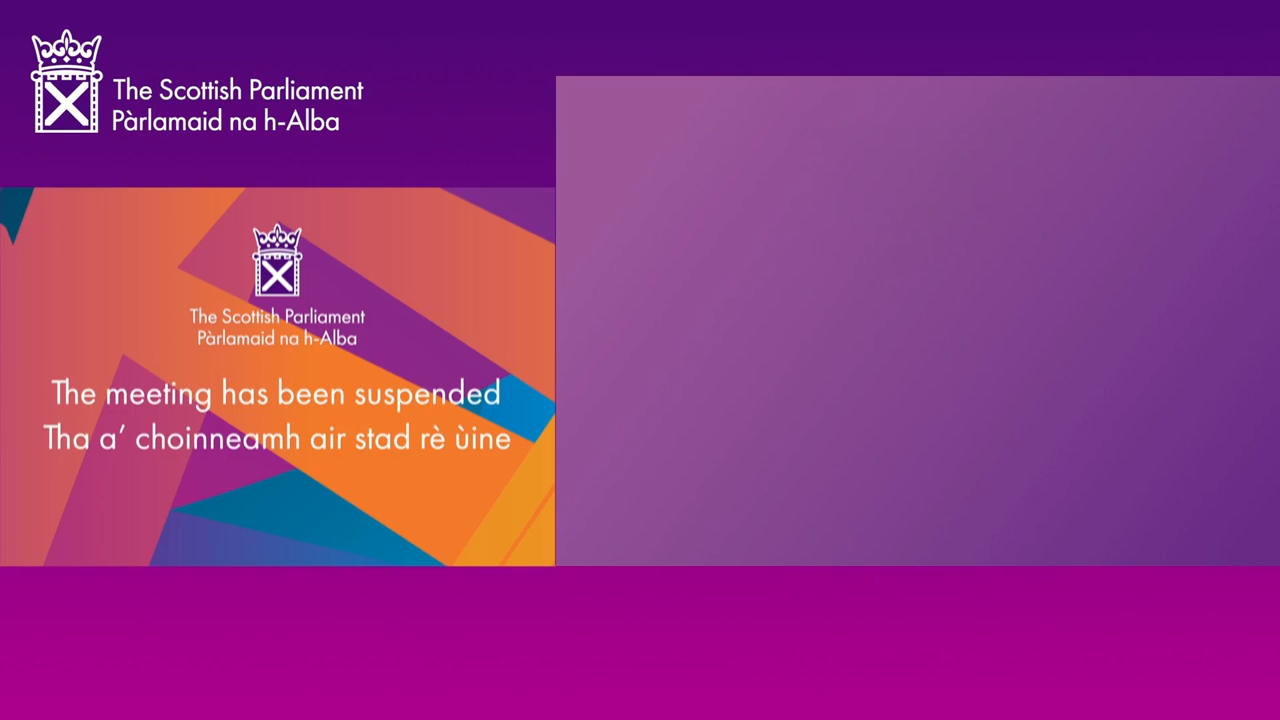 The Scottish Parliament
Pàrlamaid na h-Alba
The Scottish Parliament
Pàrlamaid na h-Alba
The meeting has been suspended
Tha a’ choinneamh air stad rè ùine